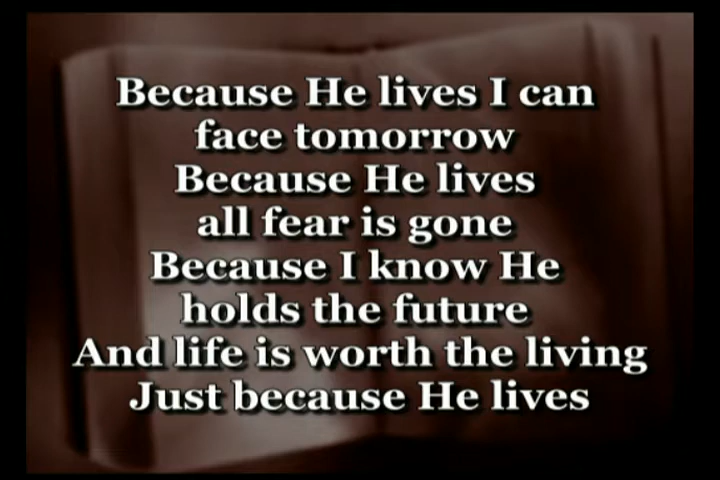 Because He lives I can
face tomorrow
Because He lives
all fear is gone
Because I know He
holds the future
And life is worth the living
Just because He lives